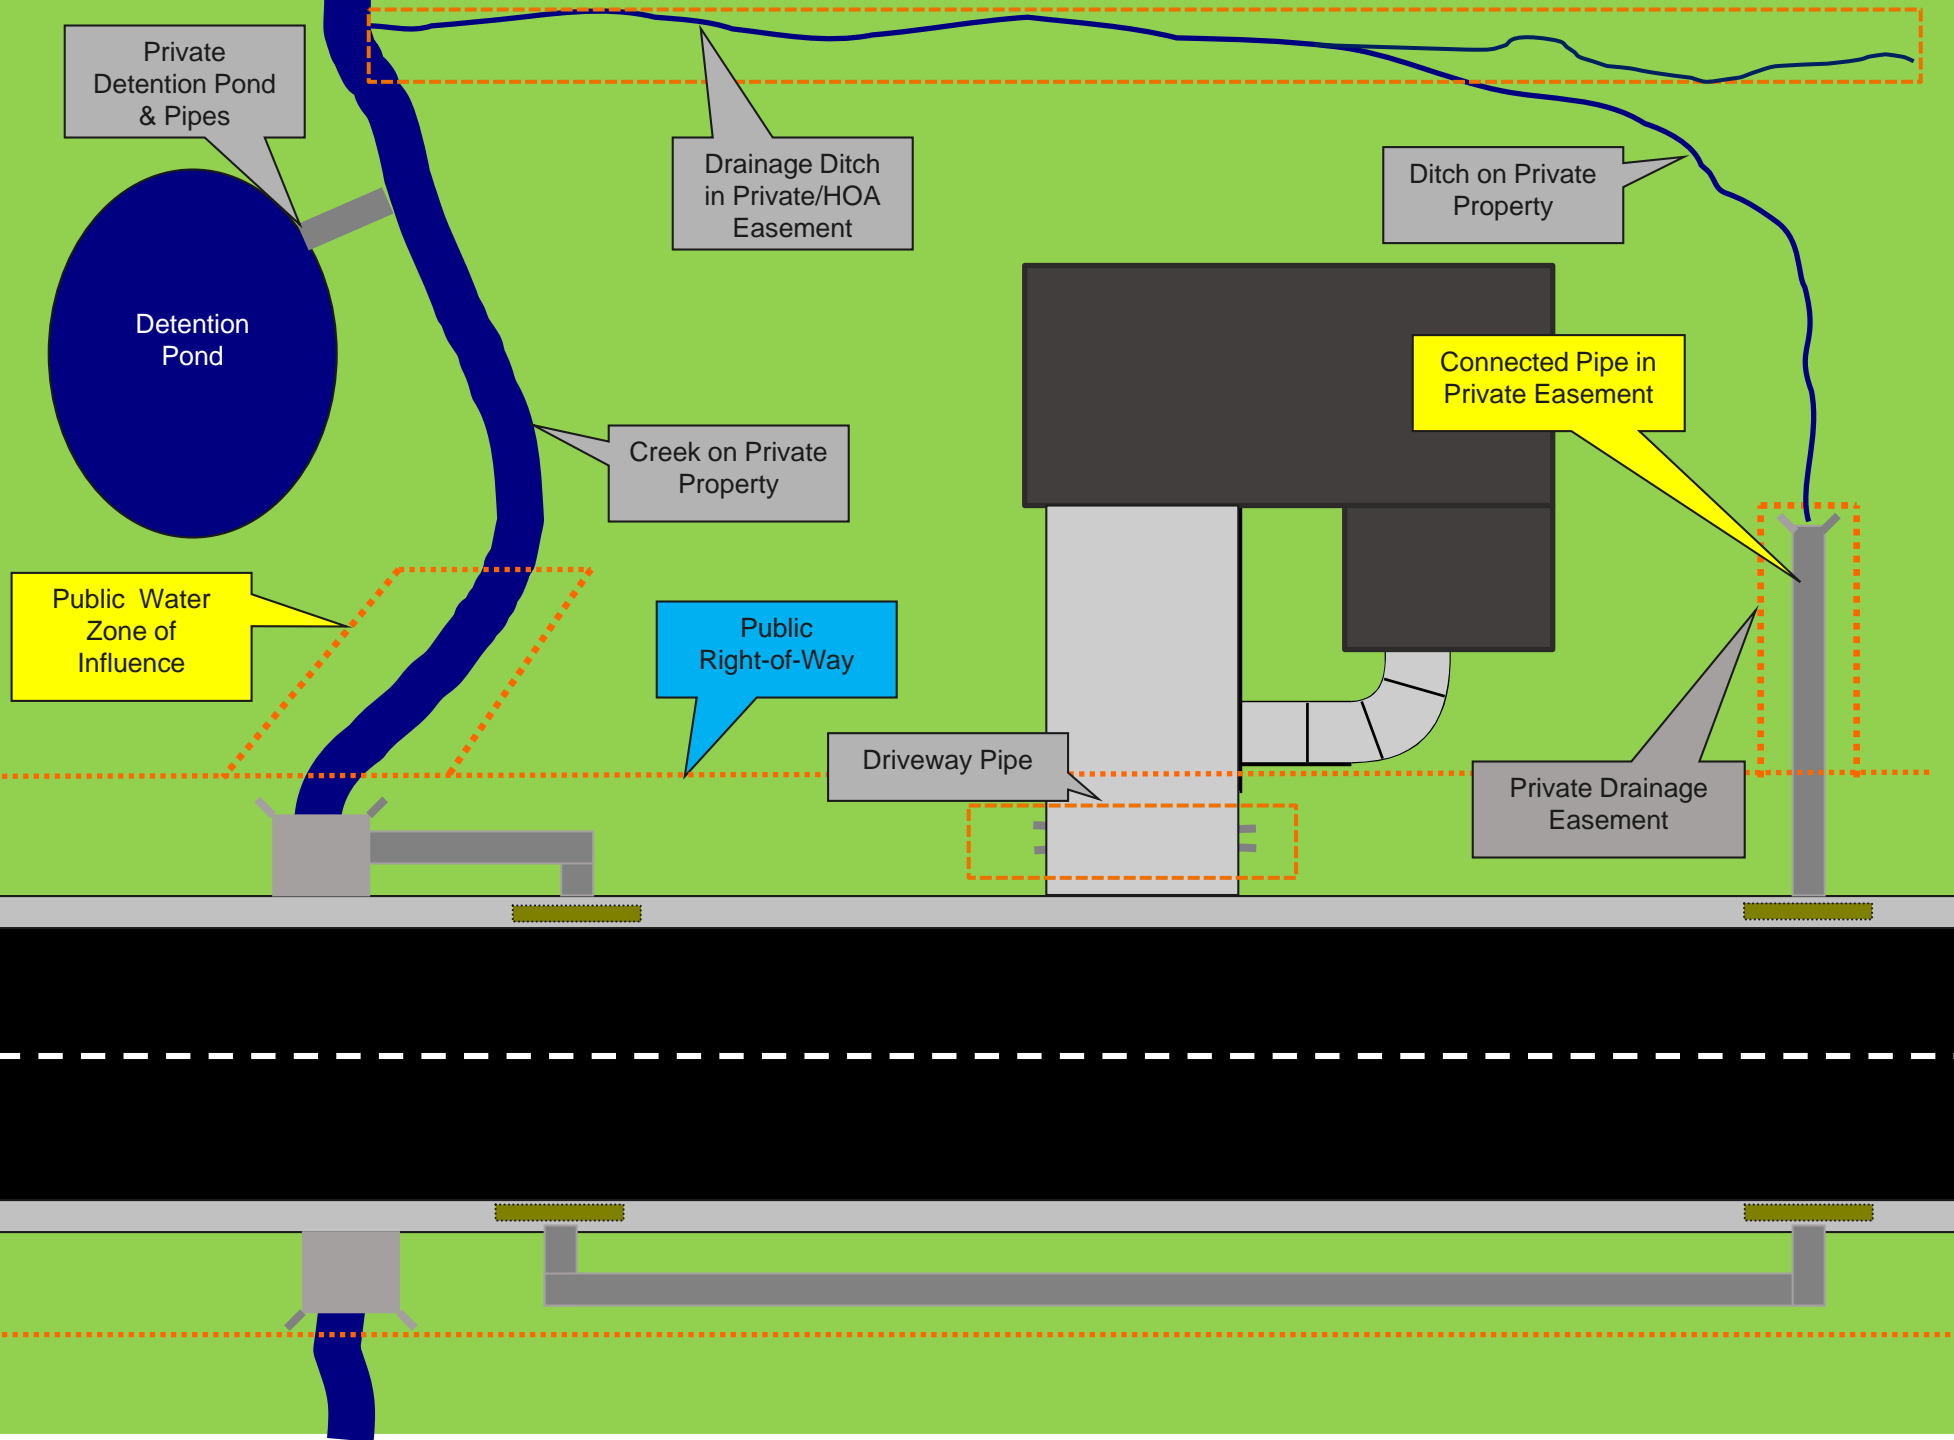 Private
Detention Pond
& Pipes
Drainage Ditch
in Private/HOA
Easement
Ditch on Private
Property
Detention
Pond
Connected Pipe in
Private Easement
Creek on Private
Property
Public Water
Zone of
Influence
Public
Right-of-Way
Driveway Pipe
Private Drainage
Easement